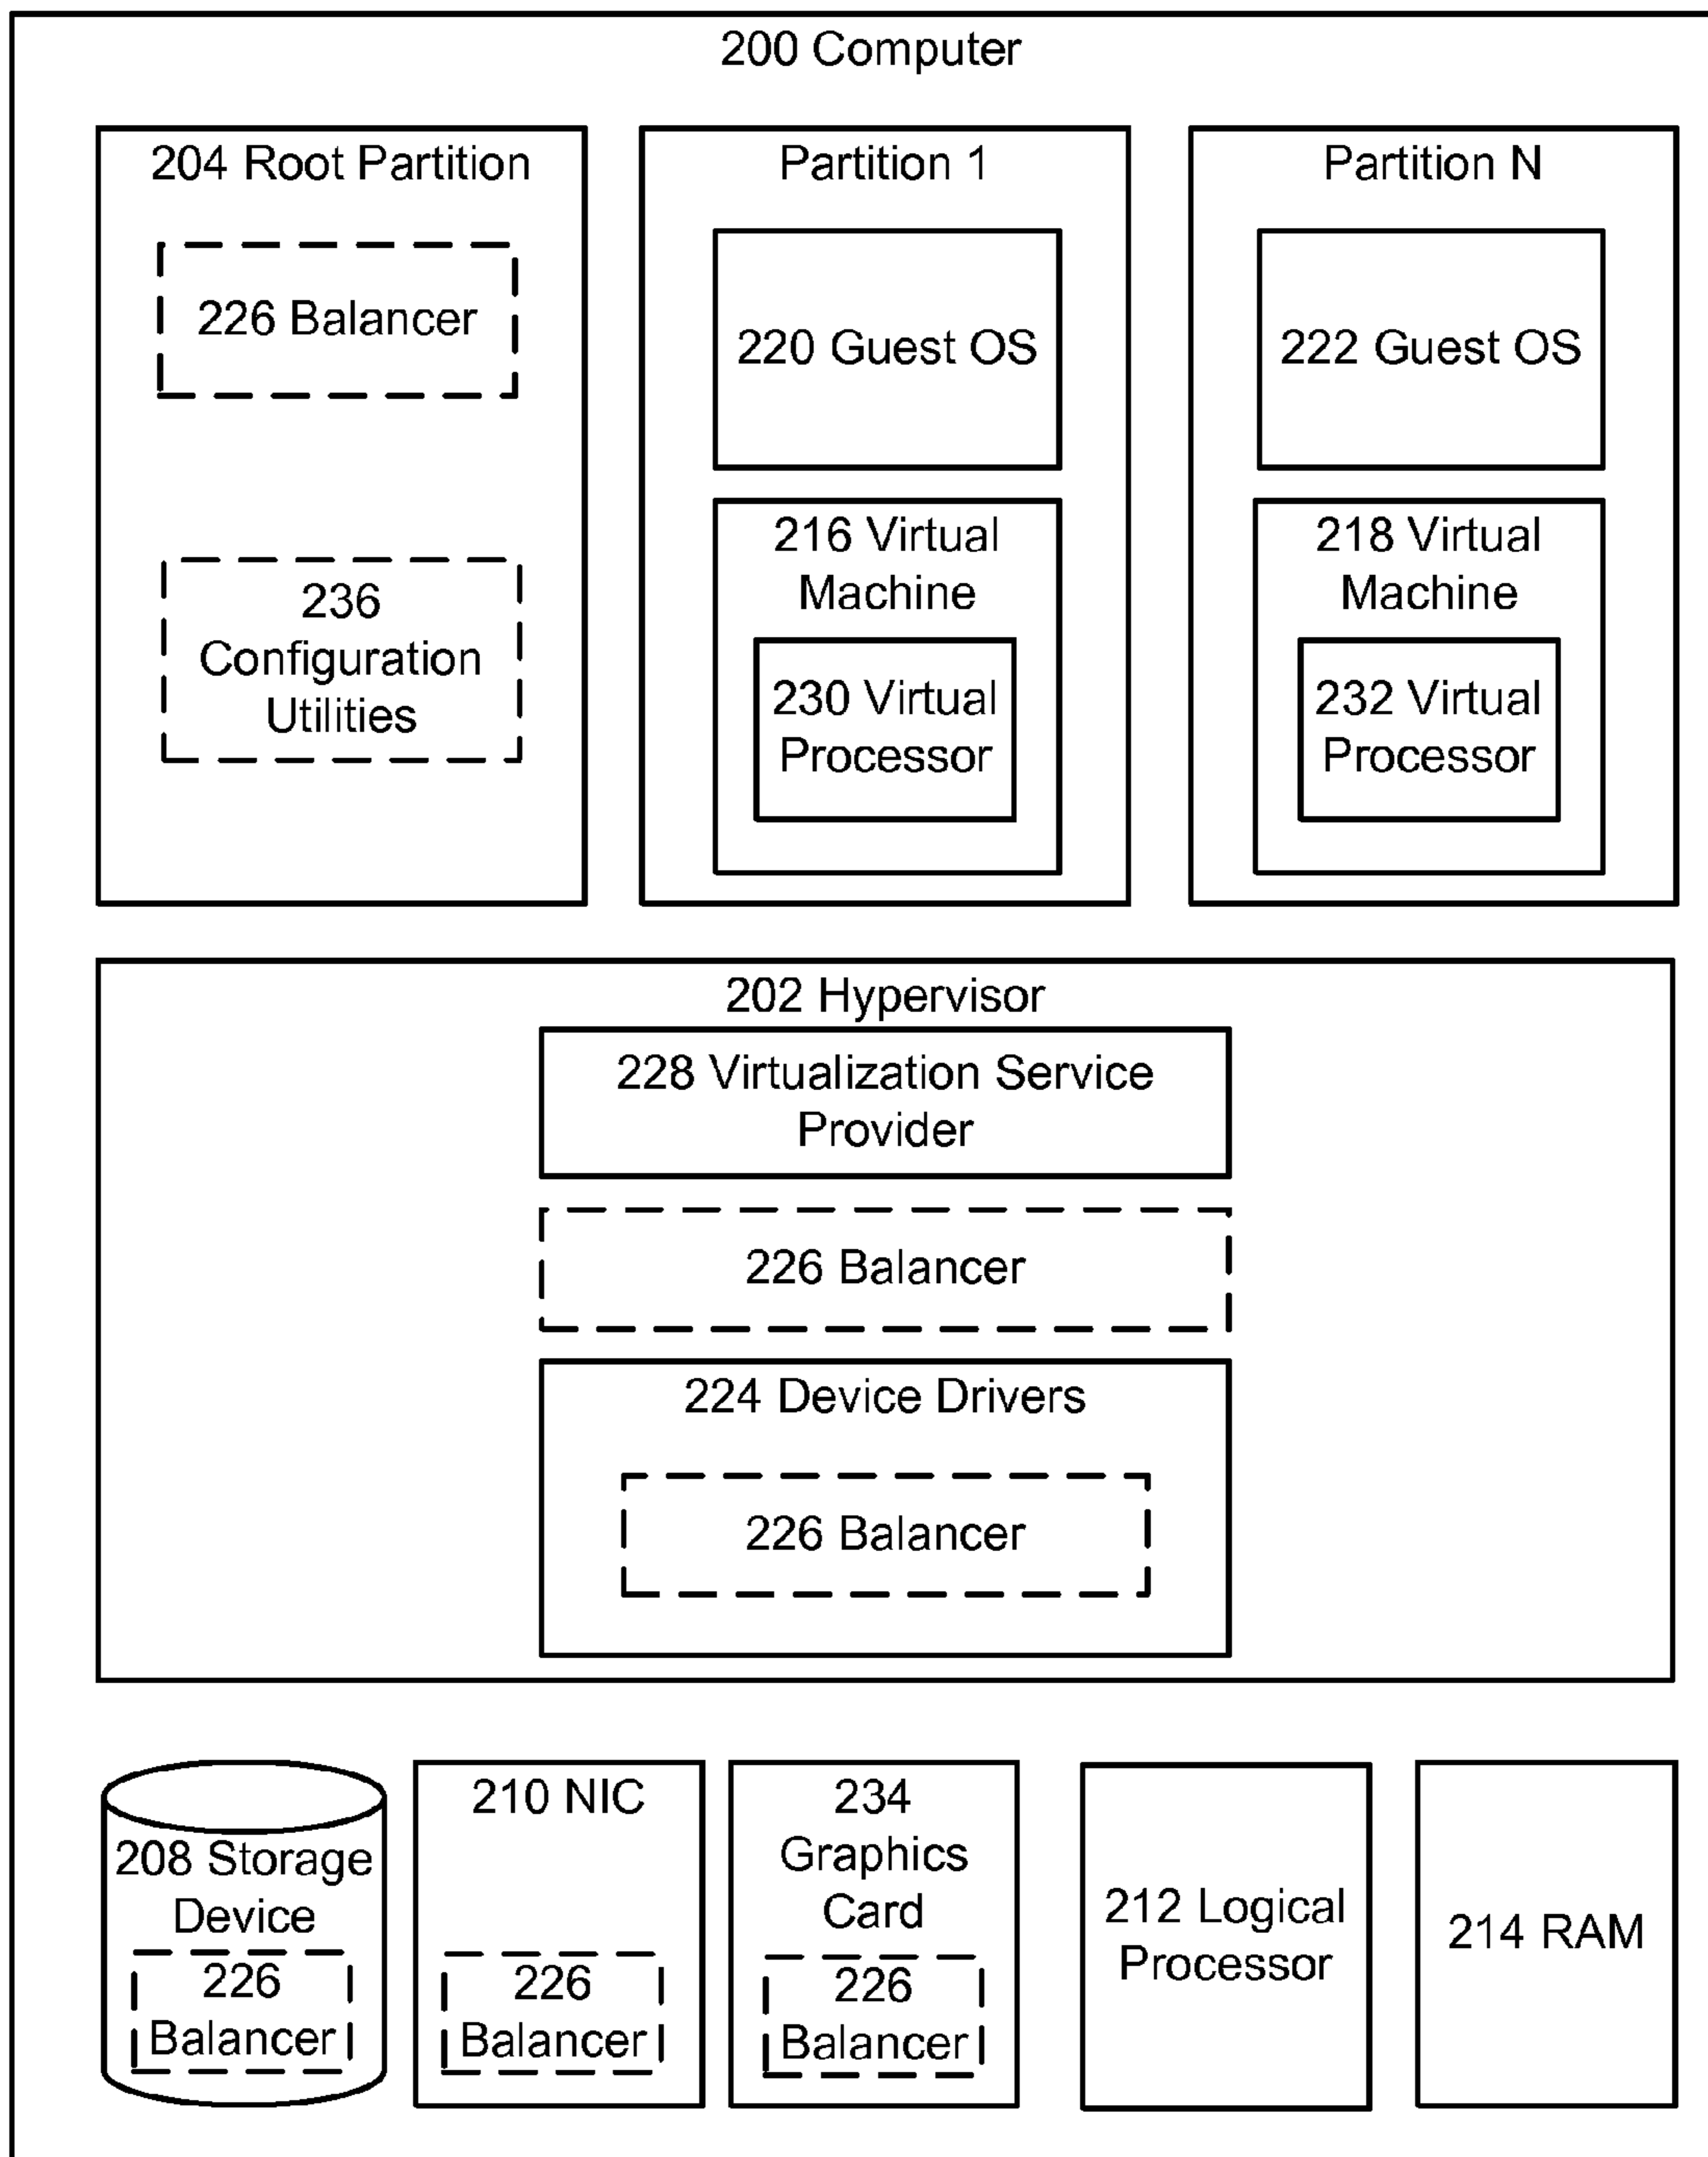 200 Computer
204 Root Partition
226 Balancer
236
Configuration
Utilities
Partition 1
220 Guest OS
216 Virtual
Machine
230 Virtual
Processor
Partition N
222 Guest OS
218 Virtual
Machine
232 Virtual
Processor
202 Hypervisor
228 Virtualization Service
Provider
226 Balancer
224 Device Drivers
226 Balancer
208 Storage
Device
226
Balancer
210 NIC
226
Balancer
234
Graphics
Card
226
Balancer
212 Logical
Processor
214 RAM